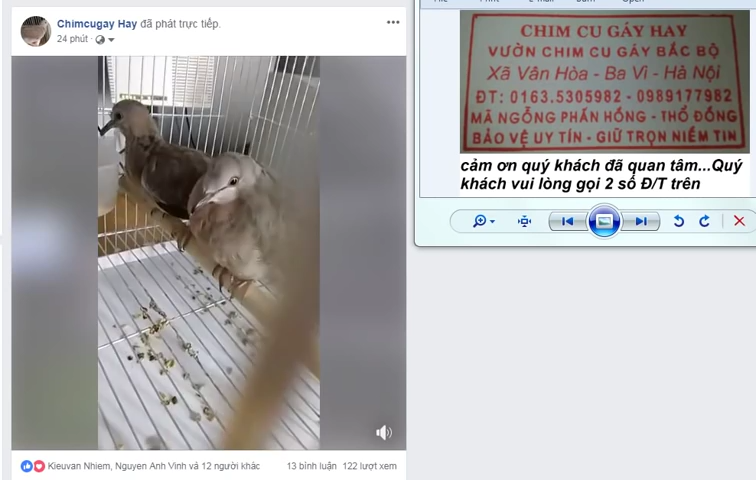 Chimcugay Hay đã phát trực tiếp.
24 phút ·
Kieuvan Nhiem, Nguyen Anh Vinh và 12 người khác
13 bình luận 122 lượt xem
CHIM CU GÁY HAY
VƯỜN CHIM CU GÁY BẮC BỘ
Xã Vân Hòa - Ba Vì - Hà Nội
ĐT: 0163.5305982 - 0989177982
MÃ NGỖNG PHẤN HỒNG - THỔ ĐỒNG
BẢO VỆ UY TÍN - GIỮ TRỌN NIỀM TIN
cảm ơn quý khách đã quan tâm...Quý
khách vui lòng gọi 2 số Đ/T trên